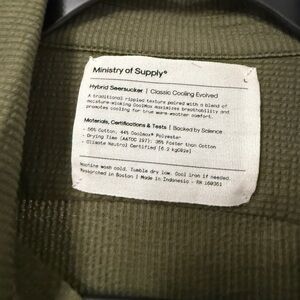 Ministry of Supply®
Hybrid Seersucker | Classic Cooling Evolved
A traditional rippled texture paired with a blend of
moisture-wicking CoolMax maximizes breathability and
promotes cooling for true warm-weather comfort.
Materials, Certifications & Tests | Backed by Science
- 56% Cotton, 44% Coolmax® Polyester
- Drying Time (AATCC 197): 36% Faster than Cotton
- Climate Neutral Certified [6.2 kgCO2e]
Machine wash cold. Tumble dry low. Cool iron if needed.
Researched in Boston | Made in Indonesia - RN 160361